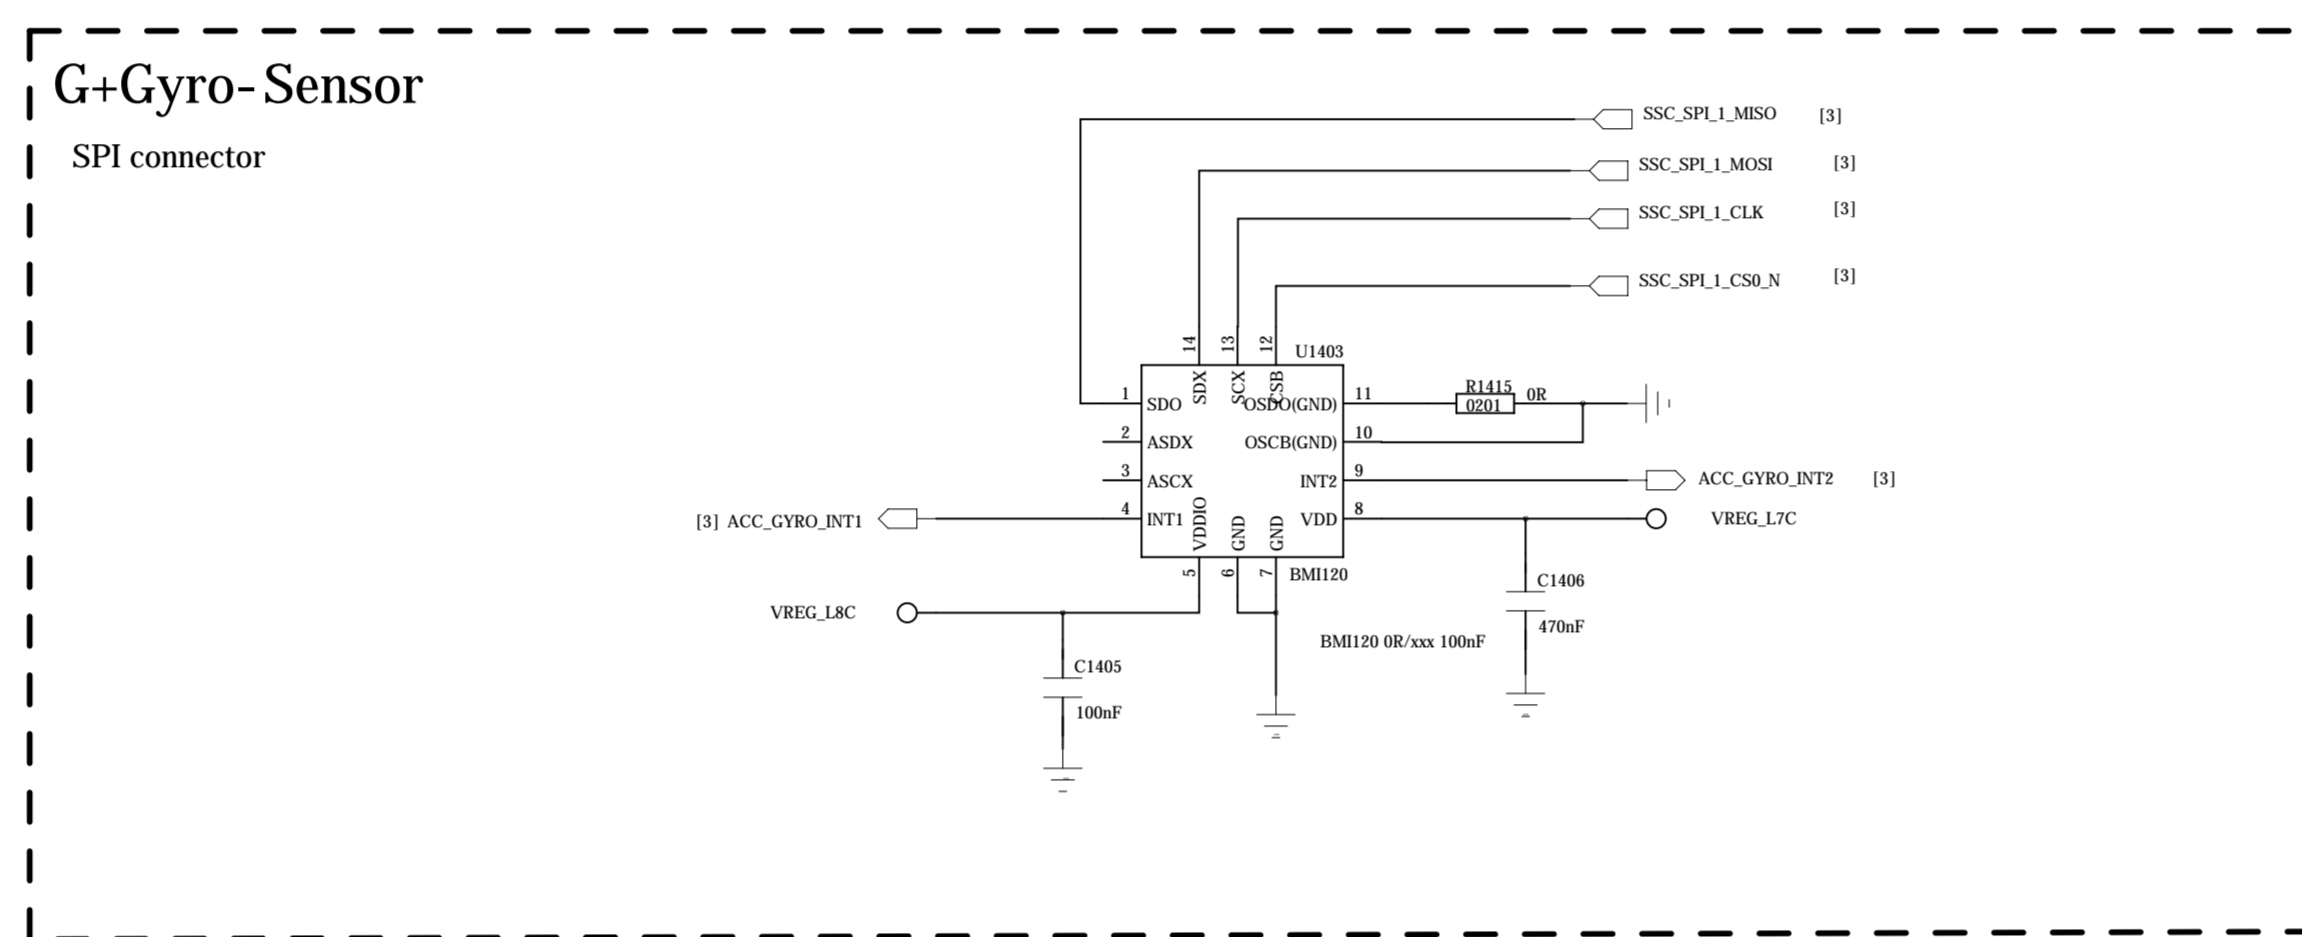 G+Gyro-Sensor
SPI connector
SSC_SPI_1_MISO [3]
SSC_SPI_1_MOSI [3]
SSC_SPI_1_CLK [3]
SSC_SPI_1_CS0_N [3]
14
13
12
U1403
SDX
SCX
CSB
1
SDO
OSDO(GND)
11
R1415
0201
0R
2
ASDX
OSCB(GND)
10
3
ASCX
INT2
9
ACC_GYRO_INT2 [3]
[3] ACC_GYRO_INT1
4
INT1
VDDIO
GND
GND
VDD
8
VREG_L7C
5
6
7
BMI120
C1406
470nF
VREG_L8C
BMI120 0R/xxx 100nF
C1405
100nF